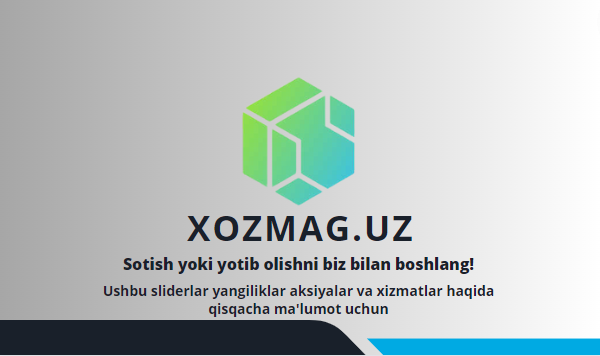 XOZMAG.UZ
Sotish yoki yotib olishni biz bilan boshlang!
Ushbu sliderlar yangiliklar aksiyalar va xizmatlar haqida
qisqacha ma'lumot uchun